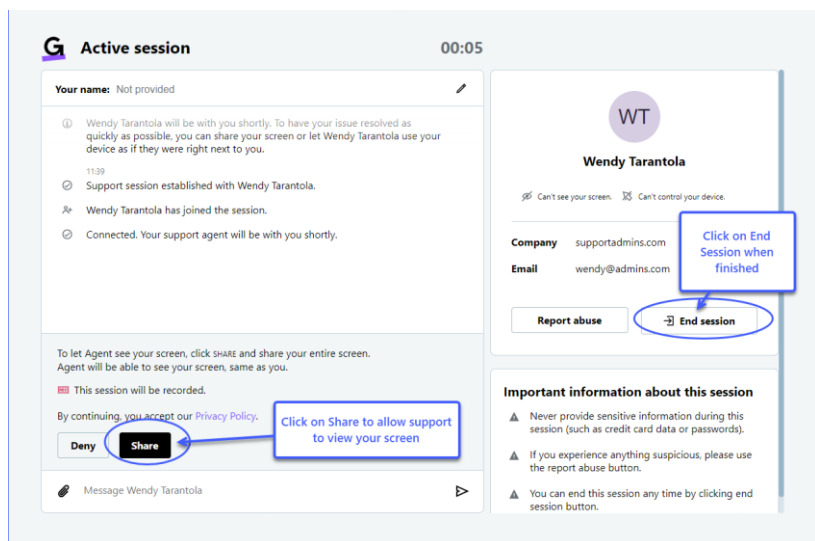 G Active session 00:05
Your name: Not provided
Wendy Tarantola will be with you shortly. To have your issue resolved as
quickly as possible, you can share your screen or let Wendy Tarantola use your
device as if they were right next to you.
11:39
Support session established with Wendy Tarantola.
Wendy Tarantola has joined the session.
Connected. Your support agent will be with you shortly.
To let Agent see your screen, click SHARE and share your entire screen.
Agent will be able to see your screen, same as you.
REC This session will be recorded.
By continuing, you accept our Privacy Policy.
Deny Share
Click on Share to allow support
to view your screen
Message Wendy Tarantola
WT
Wendy Tarantola
Can't see your screen. Can't control your device.
Company supportadmins.com
Email wendy@admins.com
Click on End
Session when
finished
Report abuse End session
Important information about this session
Never provide sensitive information during this
session (such as credit card data or passwords).
If you experience anything suspicious, please use
the report abuse button.
You can end this session any time by clicking end
session button.